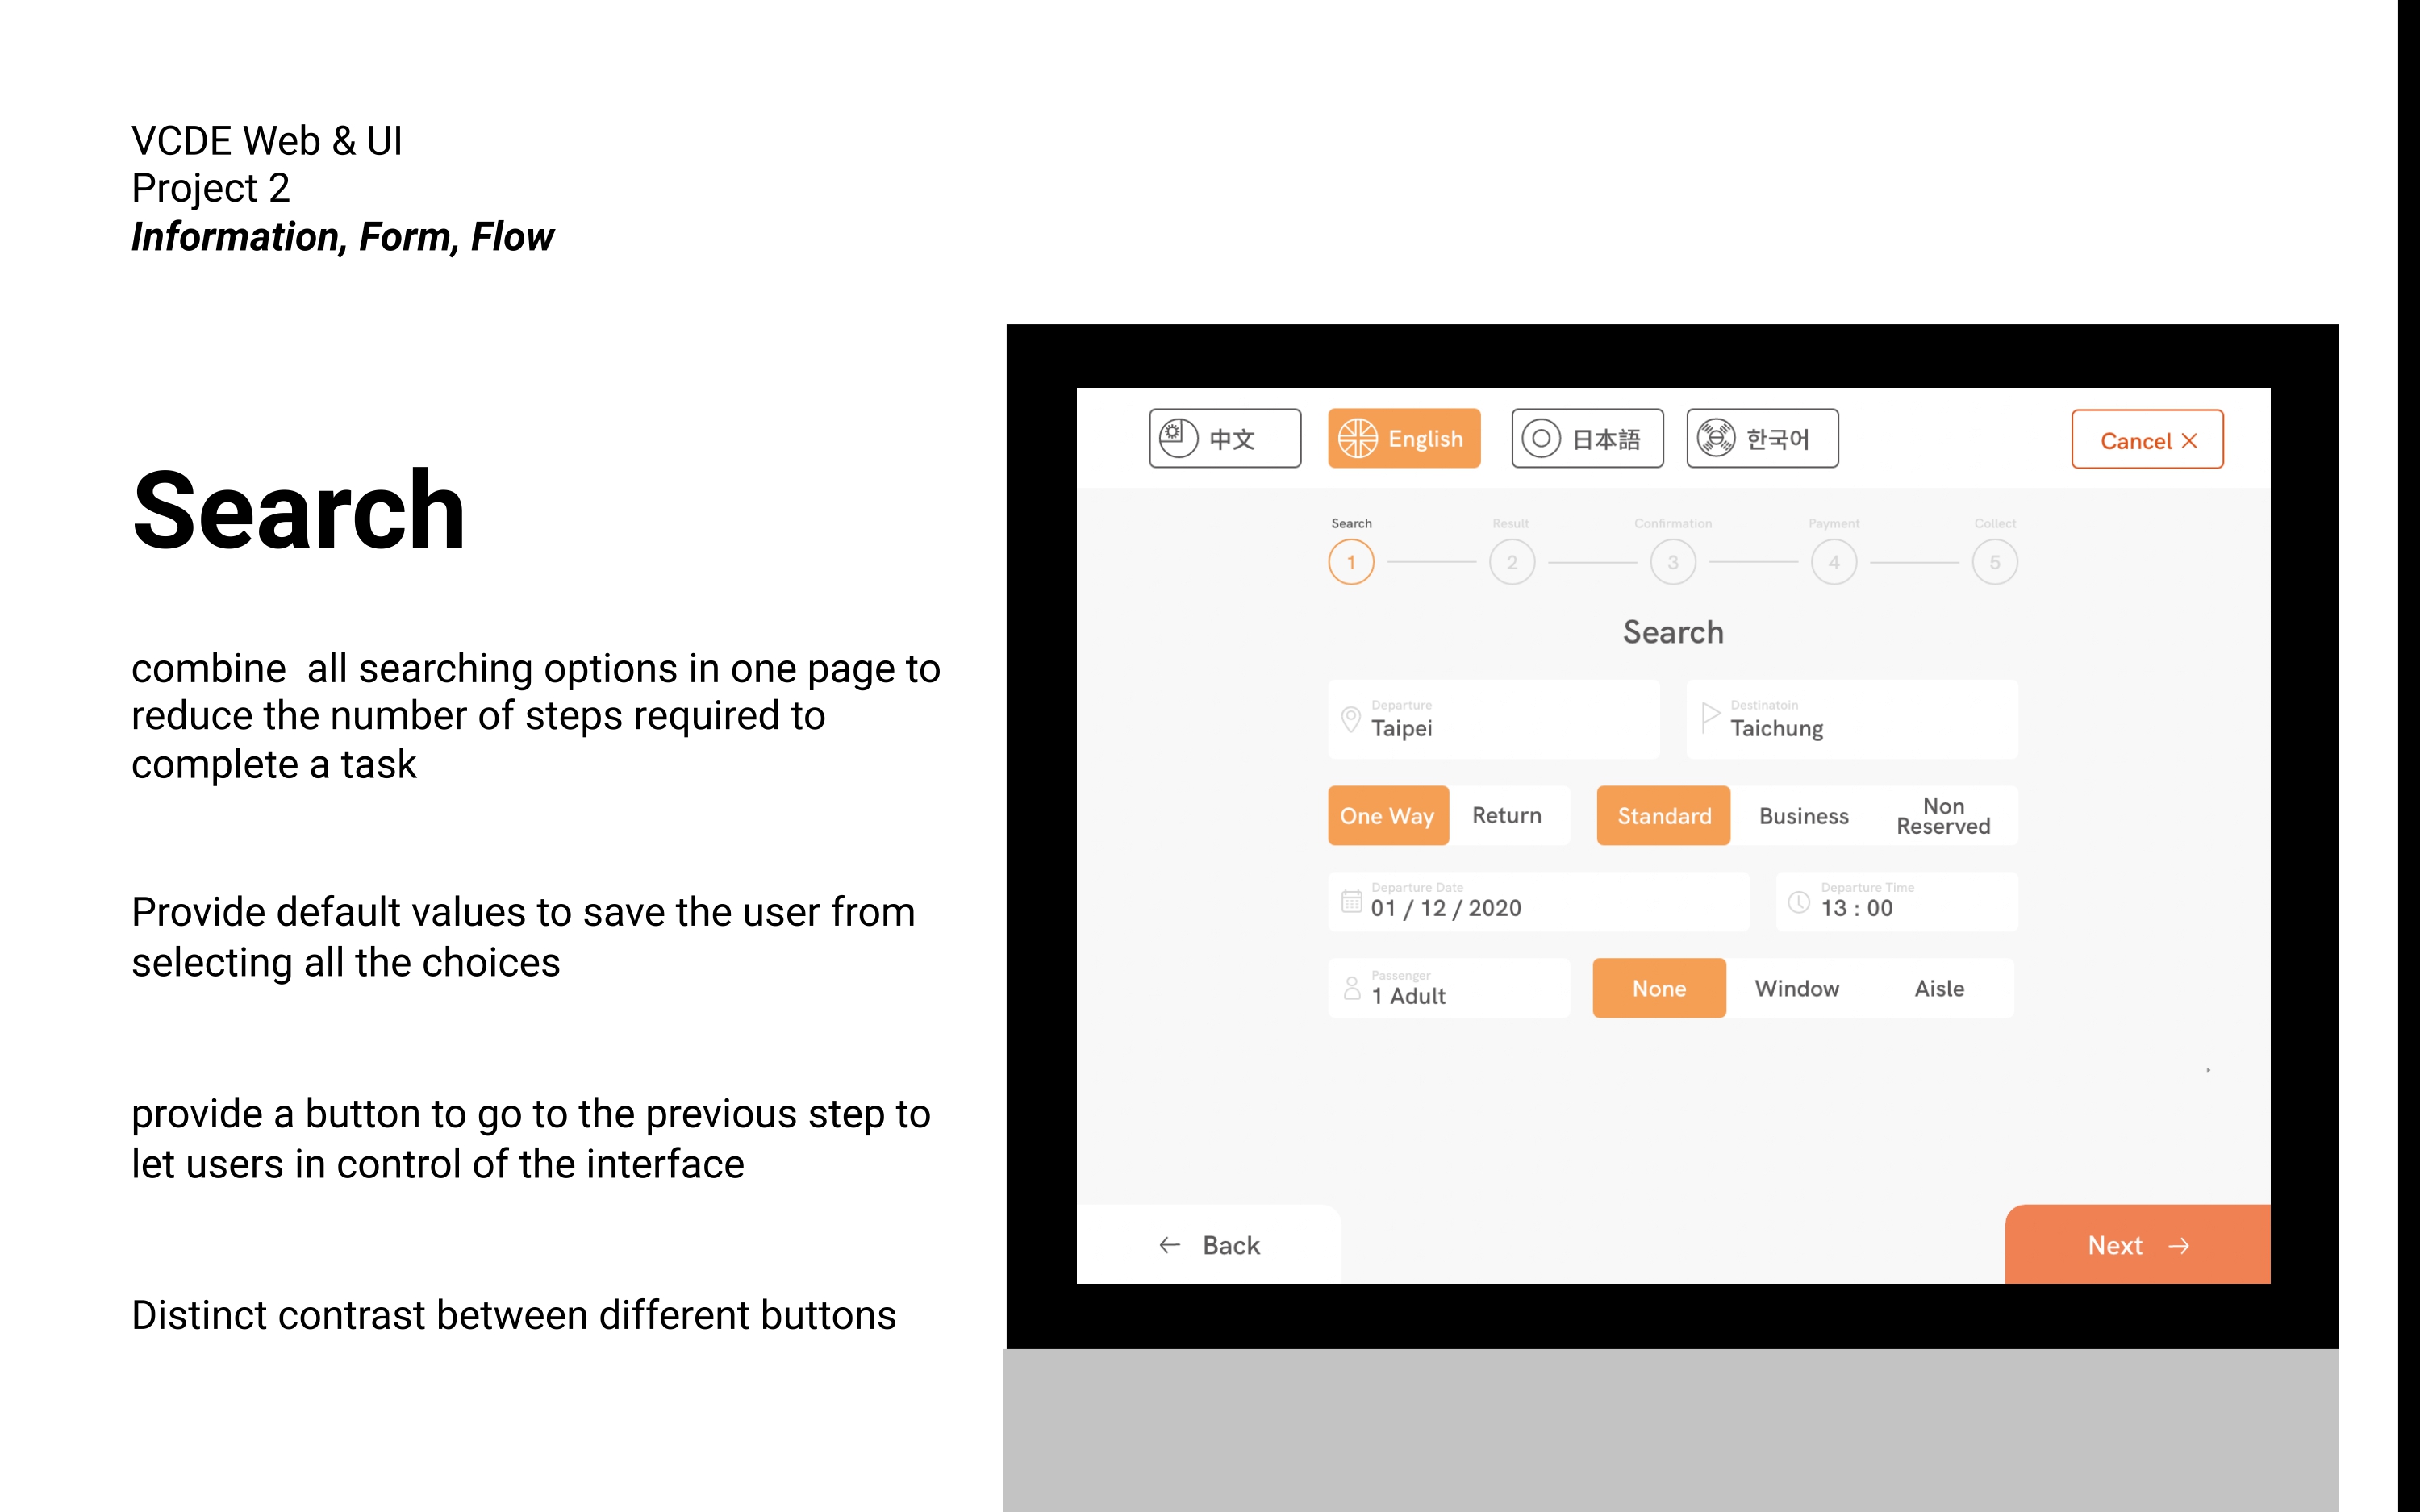 VCDE Web & UI
Project 2
Information, Form, Flow
Search
combine  all searching options in one page to
reduce the number of steps required to
complete a task
Provide default values to save the user from
selecting all the choices
provide a button to go to the previous step to
let users in control of the interface
Distinct contrast between different buttons
中文
English
日本語
한국어
Cancel ×
Search
Result
Confirmation
Payment
Collect
1
2
3
4
5
Search
Departure
Taipei
Destinatoin
Taichung
One Way
Return
Standard
Business
Non
Reserved
Departure Date
01 / 12 / 2020
Departure Time
13 : 00
Passenger
1 Adult
None
Window
Aisle
← Back
Next →